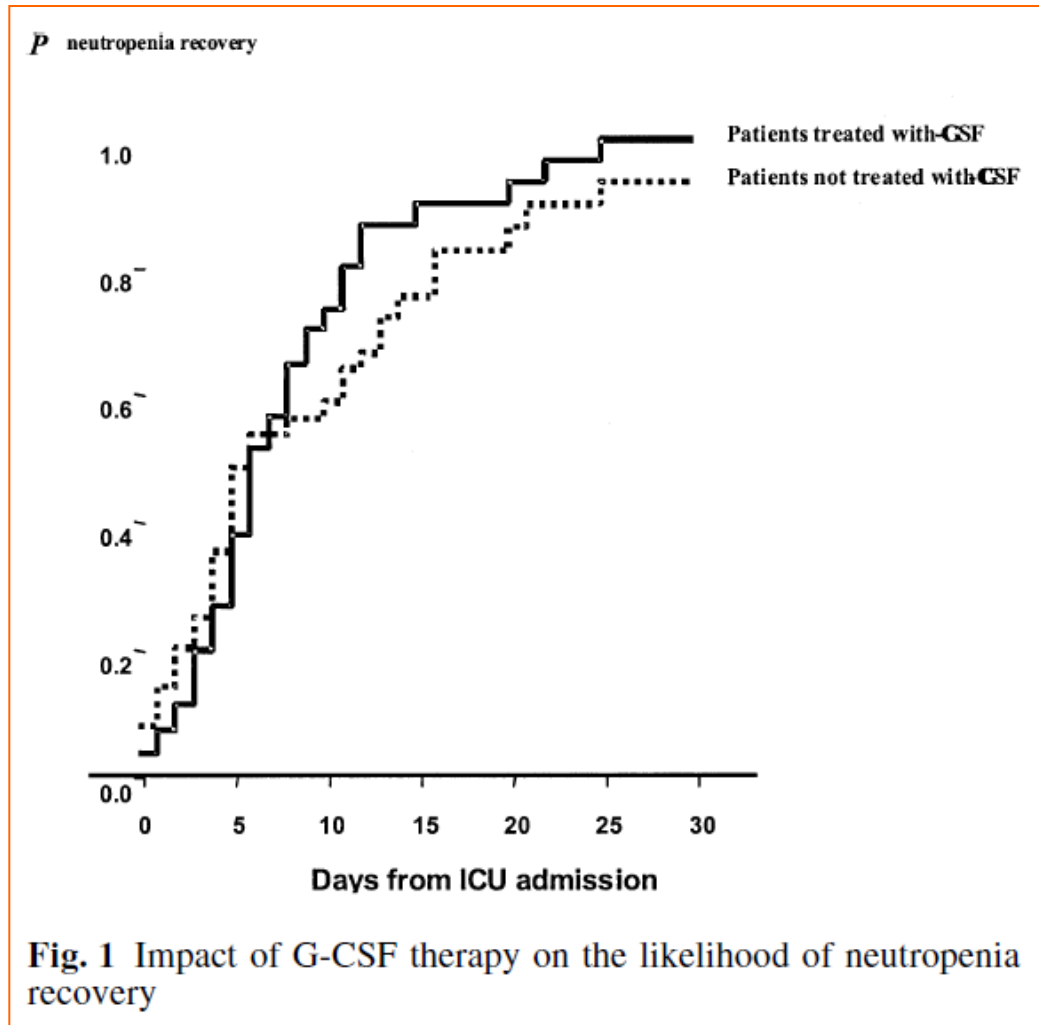 P neutropenia recovery
Patients treated with-GSF
Patients not treated with-GSF
1.0
0.8
0.6
0.4
0.2
0.0
0 5 10 15 20 25 30
Days from ICU admission
Fig. 1 Impact of G-CSF therapy on the likelihood of neutropenia
recovery